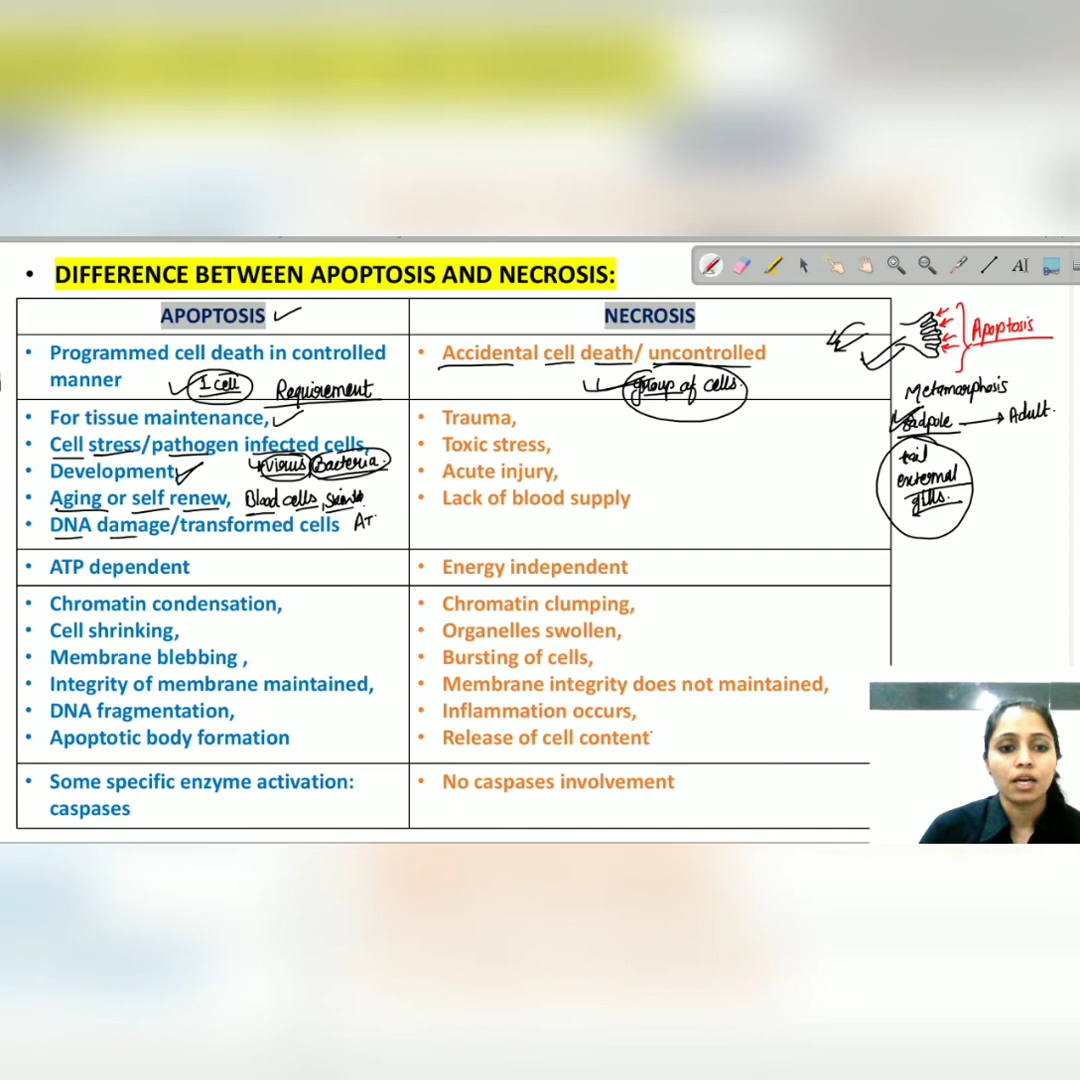 • DIFFERENCE BETWEEN APOPTOSIS AND NECROSIS:
APOPTOSIS
• Programmed cell death in controlled
manner
1 cell
Requirement
• For tissue maintenance,
• Cell stress/pathogen infected cells,
• Development
Virus Bacteria
• Aging or self renew,
Blood cells,
• DNA damage/transformed cells
• ATP dependent
• Chromatin condensation,
• Cell shrinking,
• Membrane blebbing ,
• Integrity of membrane maintained,
• DNA fragmentation,
• Apoptotic body formation
• Some specific enzyme activation:
caspases
NECROSIS
• Accidental cell death/ uncontrolled
group of cells.
• Trauma,
• Toxic stress,
• Acute injury,
• Lack of blood supply
• Energy independent
• Chromatin clumping,
• Organelles swollen,
• Bursting of cells,
• Membrane integrity does not maintained,
• Inflammation occurs,
• Release of cell content
• No caspases involvement
AI
Apoptosis
Metamorphosis
Tadpole → Adult.
tail
external
gills.